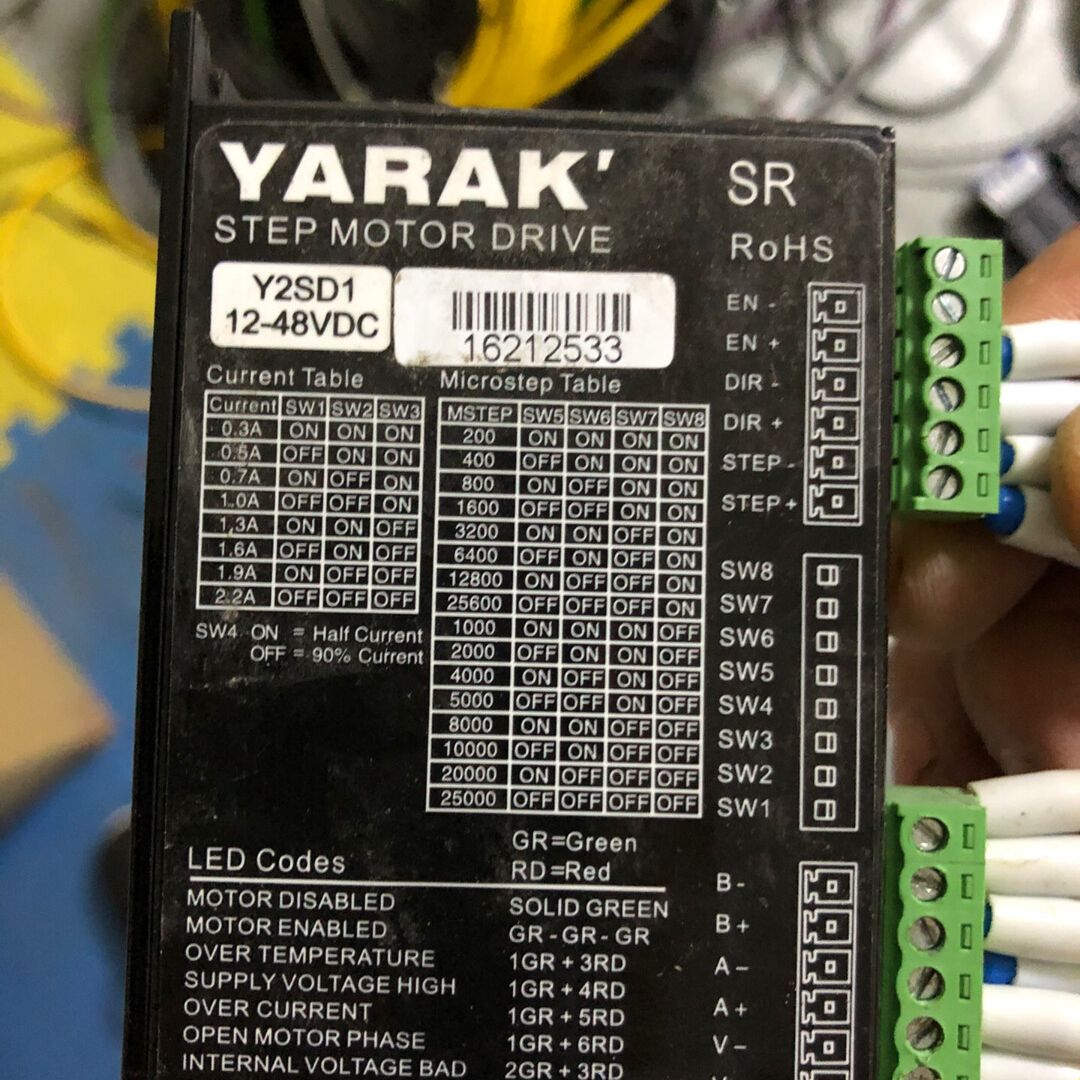 YARAK'
SR
STEP MOTOR DRIVE
RoHS
Y2SD1
12-48VDC
16212533
Current Table
Current SW1 SW2 SW3
0.3A ON ON ON
0.5A OFF ON ON
0.7A ON OFF ON
1.0A OFF OFF ON
1.3A ON ON OFF
1.6A OFF ON OFF
1.9A ON OFF OFF
2.2A OFF OFF OFF
SW4 ON = Half Current
OFF = 90% Current
Microstep Table
MSTEP SW5 SW6 SW7 SW8
200 ON ON ON ON
400 OFF ON ON ON
800 ON OFF ON ON
1600 OFF OFF ON ON
3200 ON ON OFF ON
6400 OFF ON OFF ON
12800 ON OFF OFF ON
25600 OFF OFF OFF ON
1000 ON ON ON OFF
2000 OFF ON ON OFF
4000 ON OFF ON OFF
5000 OFF OFF ON OFF
8000 ON ON OFF OFF
10000 OFF ON OFF OFF
20000 ON OFF OFF OFF
25000 OFF OFF OFF OFF
EN -
EN +
DIR -
DIR +
STEP -
STEP +
SW8
SW7
SW6
SW5
SW4
SW3
SW2
SW1
GR=Green
LED Codes RD=Red
MOTOR DISABLED SOLID GREEN
MOTOR ENABLED GR - GR - GR
OVER TEMPERATURE 1GR + 3RD
SUPPLY VOLTAGE HIGH 1GR + 4RD
OVER CURRENT 1GR + 5RD
OPEN MOTOR PHASE 1GR + 6RD
INTERNAL VOLTAGE BAD 2GR + 3RD
B -
B +
A -
A +
V -